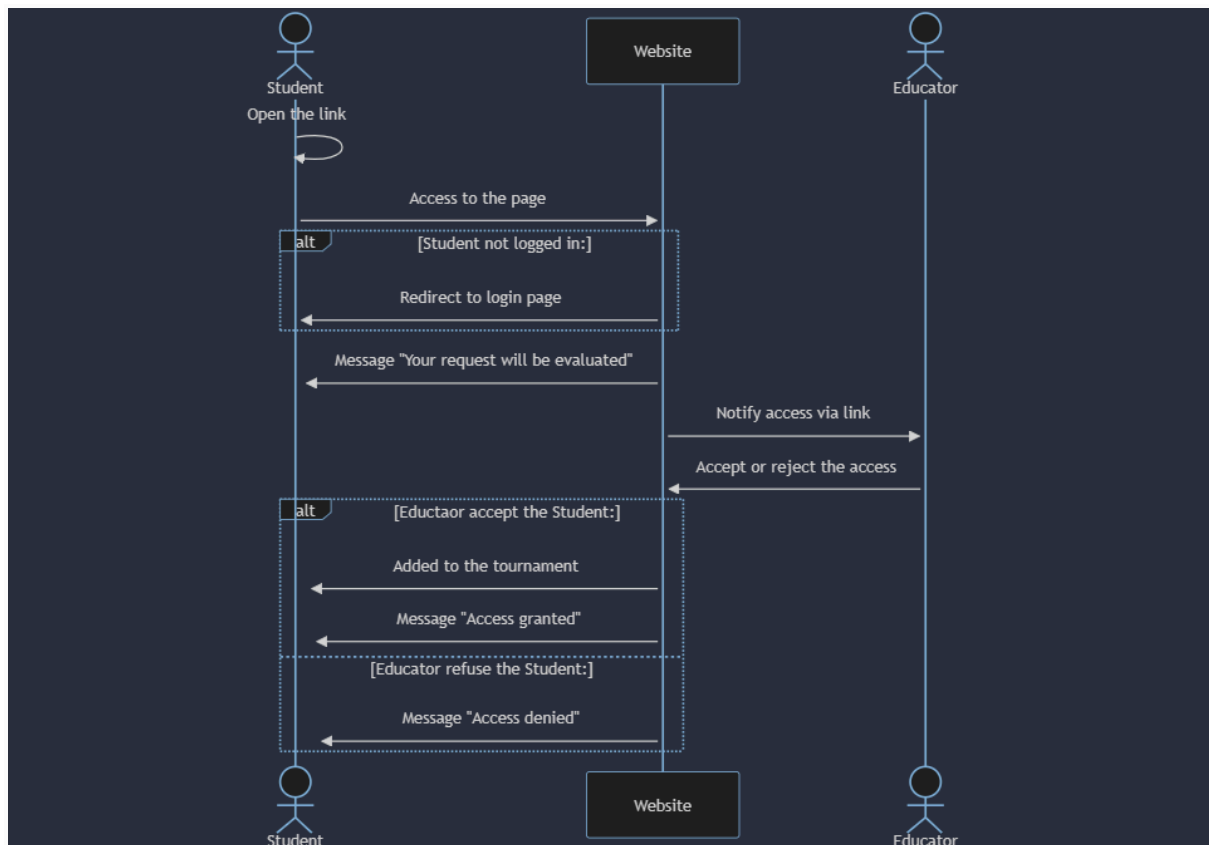 Website
Student
Educator
Open the link
Access to the page
alt
[Student not logged in:]
Redirect to login page
Message "Your request will be evaluated"
Notify access via link
Accept or reject the access
alt
[Eductaor accept the Student:]
Added to the tournament
Message "Access granted"
[Educator refuse the Student:]
Message "Access denied"
Website
Student
Educator